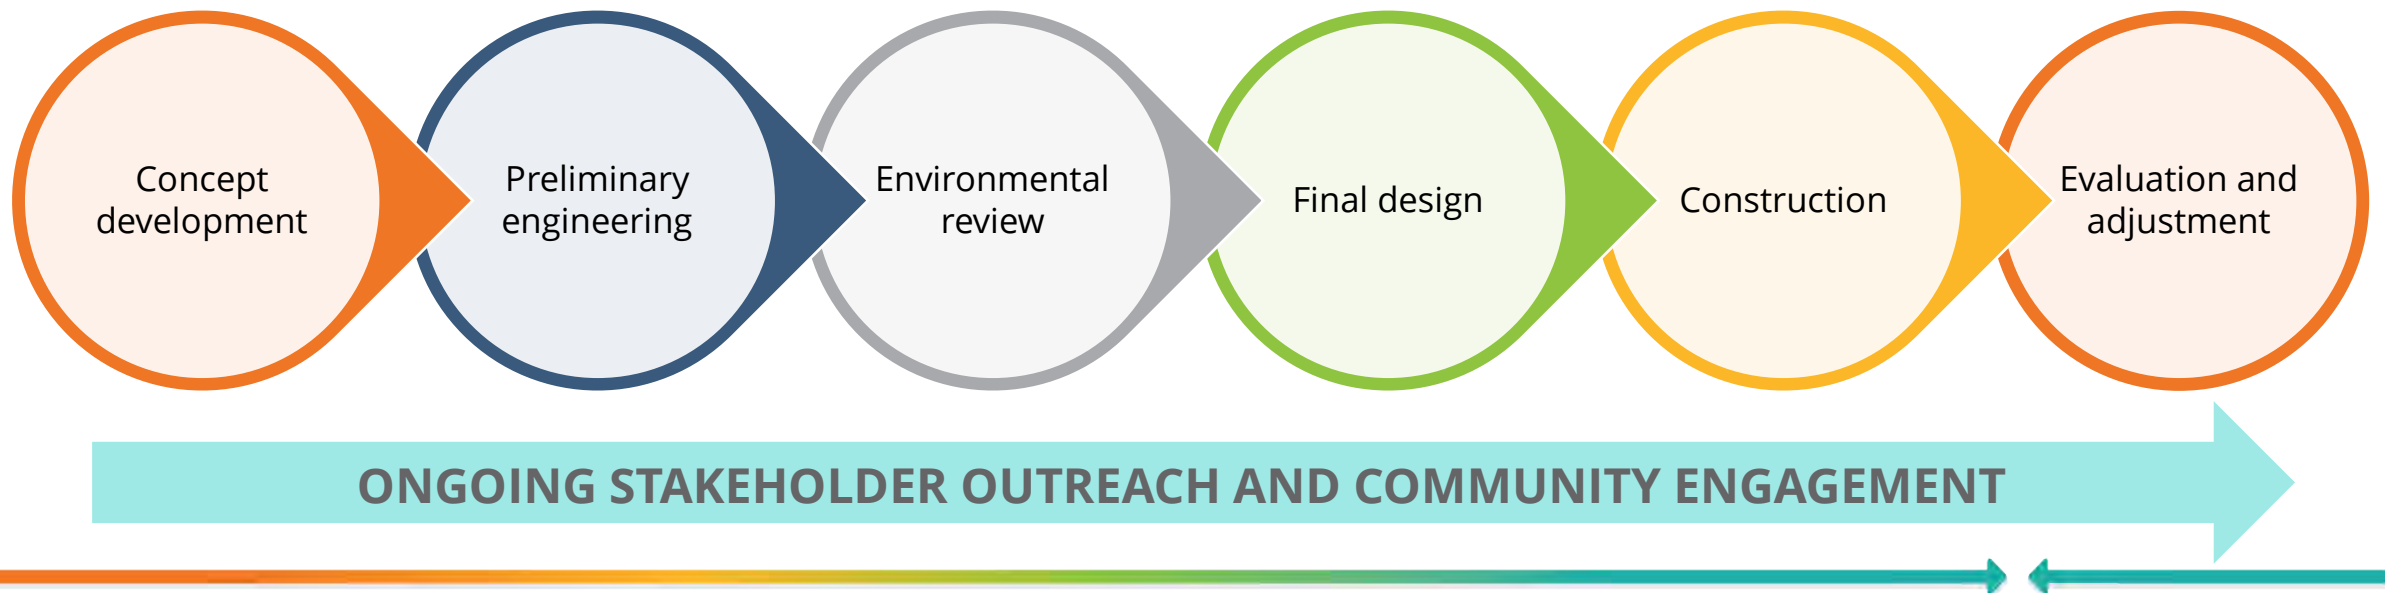 Concept
development
Preliminary
engineering
Environmental
review
Final design
Construction
Evaluation and
adjustment
ONGOING STAKEHOLDER OUTREACH AND COMMUNITY ENGAGEMENT